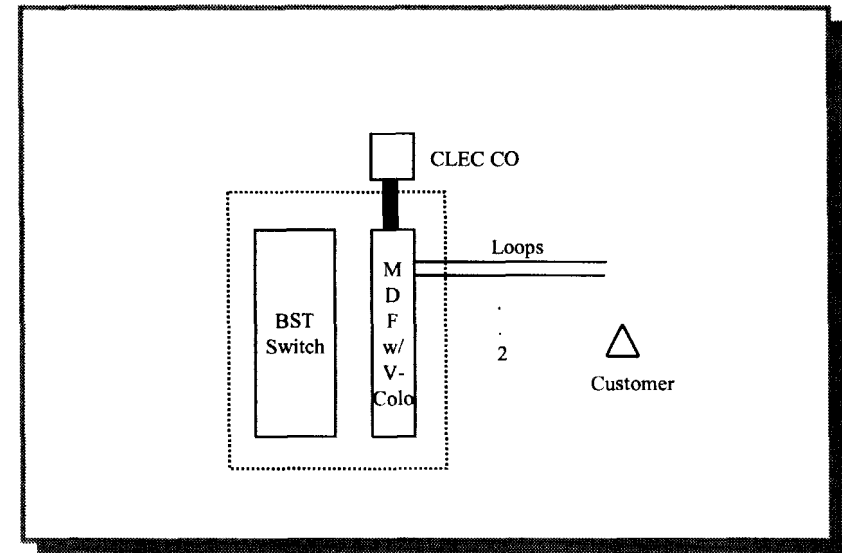 CLEC CO
Loops
M
D
F
w/
V-
Colo
BST
Switch
.
.
2
Customer